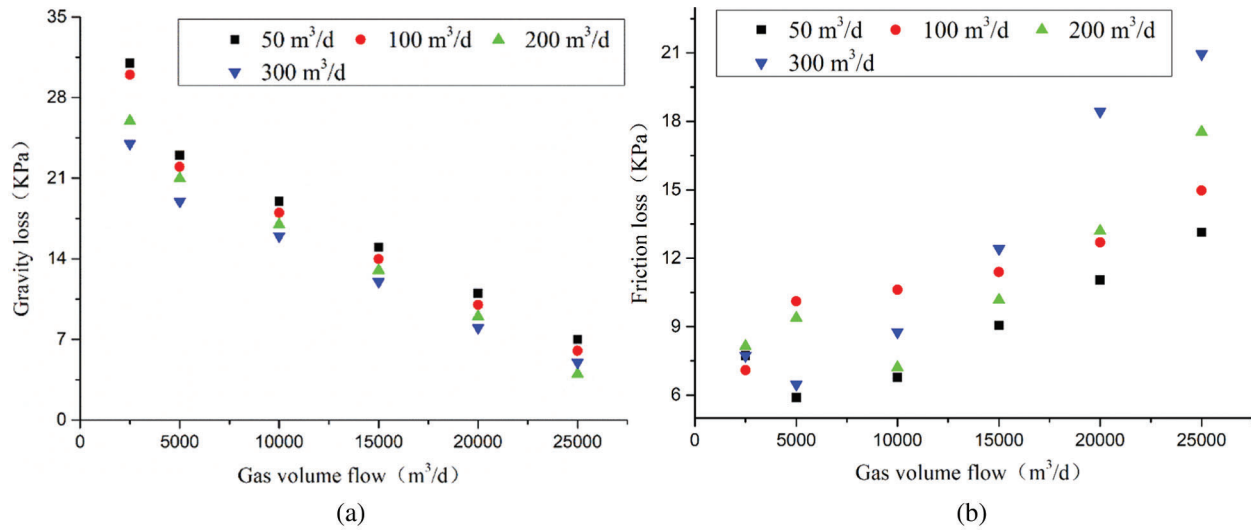 50 m³/d 100 m³/d 200 m³/d
300 m³/d
35
28
21
14
7
0
Gravity loss（KPa）
0 5000 10000 15000 20000 25000
Gas volume flow（m³/d）
(a)
50 m³/d 100 m³/d 200 m³/d
300 m³/d
21
18
15
12
9
6
Friction loss（KPa）
0 5000 10000 15000 20000 25000
Gas volume flow（m³/d）
(b)